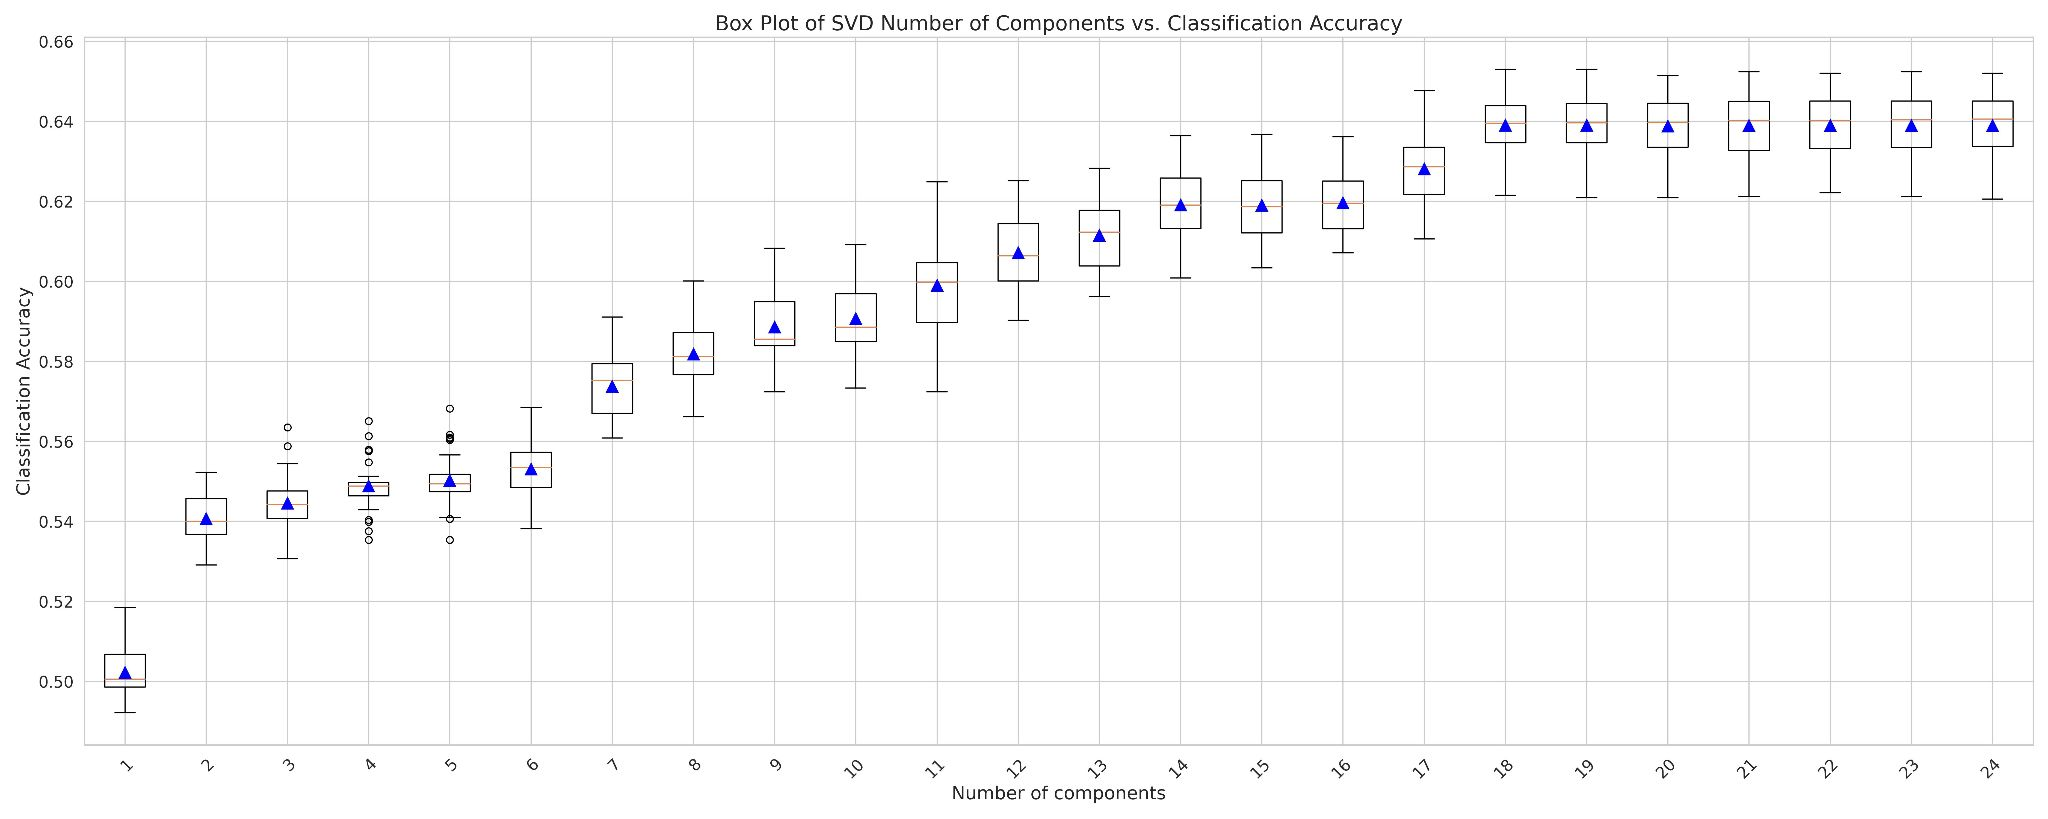 Box Plot of SVD Number of Components vs. Classification Accuracy
0.66
0.64
0.62
0.60
0.58
0.56
0.54
0.52
0.50
Classification Accuracy
1 2 3 4 5 6 7 8 9 10 11 12 13 14 15 16 17 18 19 20 21 22 23 24
Number of components